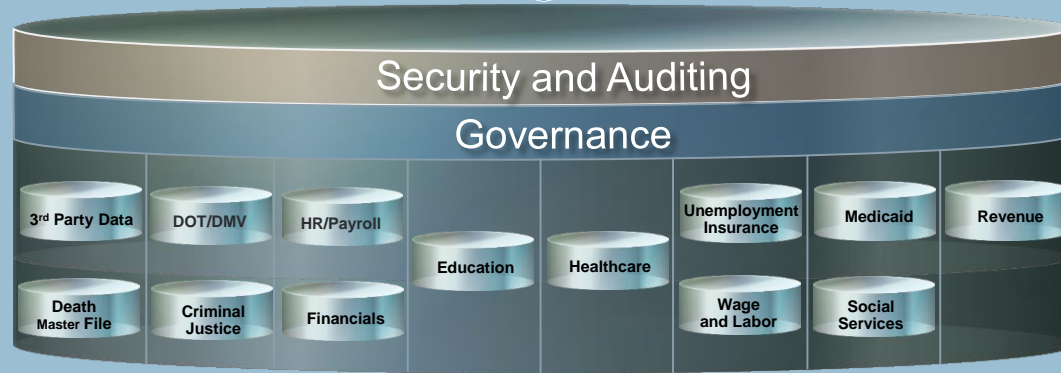 Security and Auditing
Governance
3rd Party Data
DOT/DMV
HR/Payroll
Education
Healthcare
Unemployment
Insurance
Medicaid
Revenue
Death
Master File
Criminal
Justice
Financials
Wage
and Labor
Social
Services